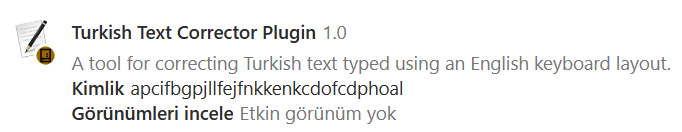 Turkish Text Corrector Plugin 1.0
A tool for correcting Turkish text typed using an English keyboard layout.
Kimlik apcifbgpjllfejfnkkenkcdofcdphoal
Görünümleri incele Etkin görünüm yok